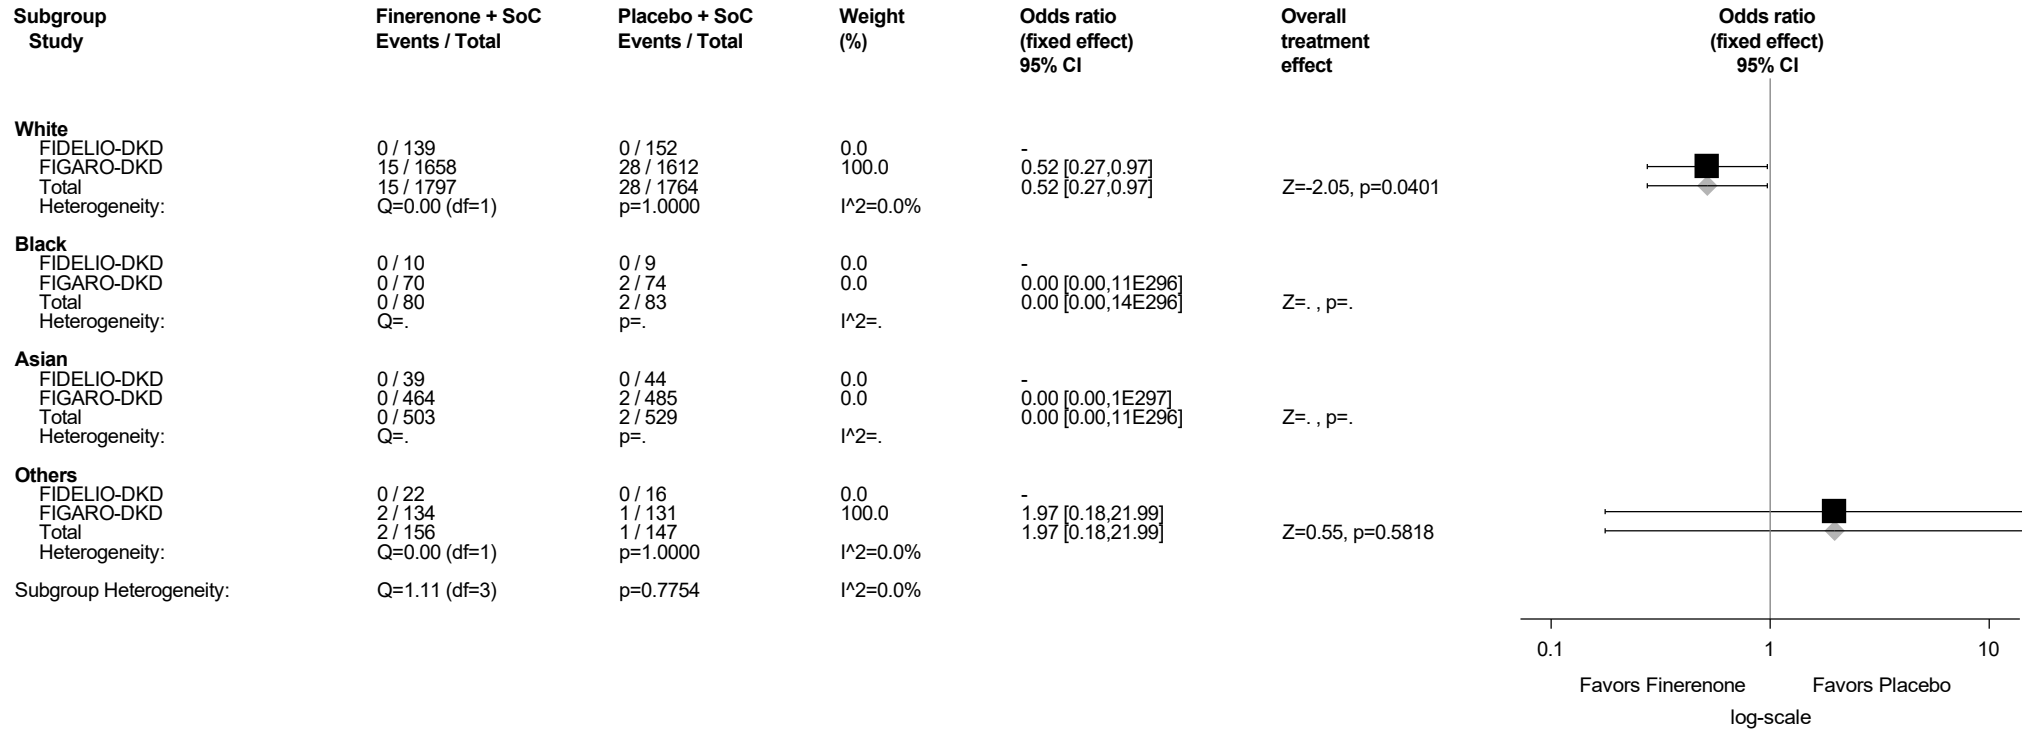 Subgroup Finerenone + SoC Placebo + SoC Weight Odds ratio Overall Odds ratio
Study Events / Total Events / Total (%) (fixed effect) treatment (fixed effect)
95% CI effect 95% CI
White
FIDELIO-DKD 0 / 139 0 / 152 0.0 -
FIGARO-DKD 15 / 1658 28 / 1612 100.0 0.52 [0.27,0.97]
Total 15 / 1797 28 / 1764 0.52 [0.27,0.97] Z=-2.05, p=0.0401
Heterogeneity: Q=0.00 (df=1) p=1.0000 I^2=0.0%
Black
FIDELIO-DKD 0 / 10 0 / 9 0.0 -
FIGARO-DKD 0 / 70 2 / 74 0.0 0.00 [0.00,11E296]
Total 0 / 80 2 / 83 0.00 [0.00,14E296] Z=. , p=.
Heterogeneity: Q=. p=. I^2=.
Asian
FIDELIO-DKD 0 / 39 0 / 44 0.0 -
FIGARO-DKD 0 / 464 2 / 485 0.0 0.00 [0.00,1E297]
Total 0 / 503 2 / 529 0.00 [0.00,11E296] Z=. , p=.
Heterogeneity: Q=. p=. I^2=.
Others
FIDELIO-DKD 0 / 22 0 / 16 0.0 -
FIGARO-DKD 2 / 134 1 / 131 100.0 1.97 [0.18,21.99]
Total 2 / 156 1 / 147 1.97 [0.18,21.99] Z=0.55, p=0.5818
Heterogeneity: Q=0.00 (df=1) p=1.0000 I^2=0.0%
Subgroup Heterogeneity: Q=1.11 (df=3) p=0.7754 I^2=0.0%
0.1 1 10
Favors Finerenone Favors Placebo
log-scale